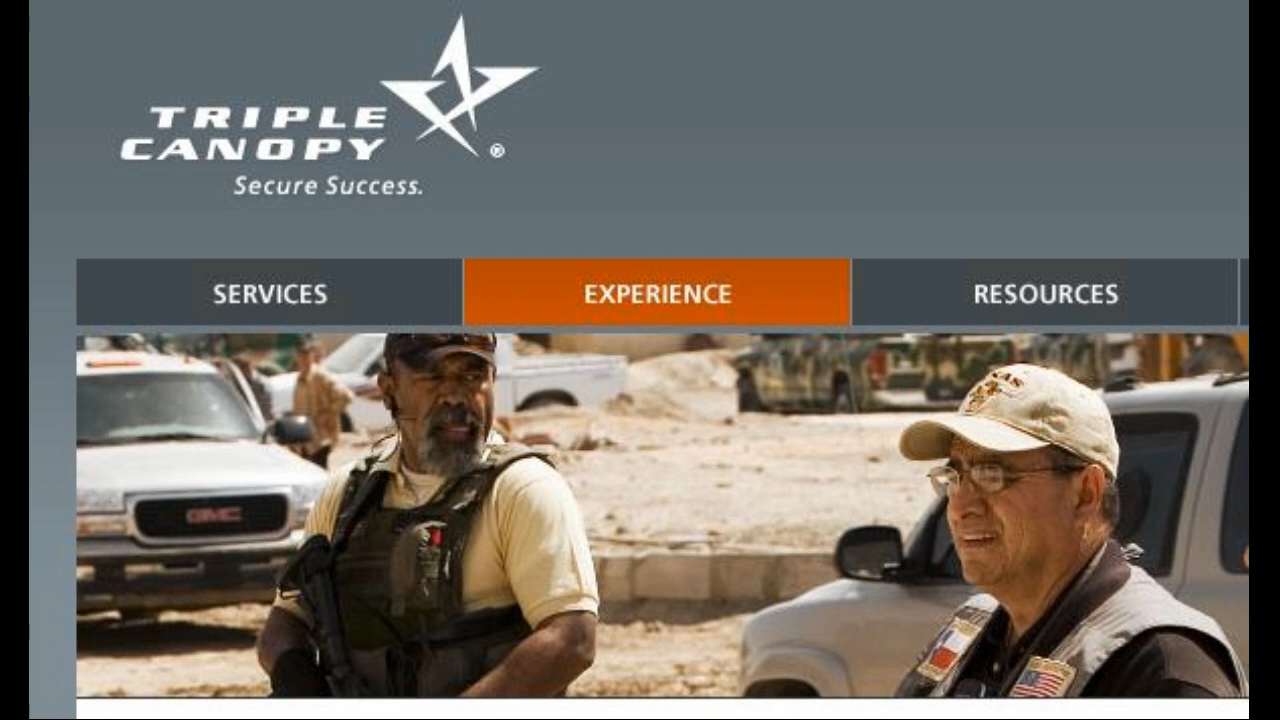 TRIPLE
CANOPY ®
Secure Success.
SERVICES
EXPERIENCE
RESOURCES
GMC